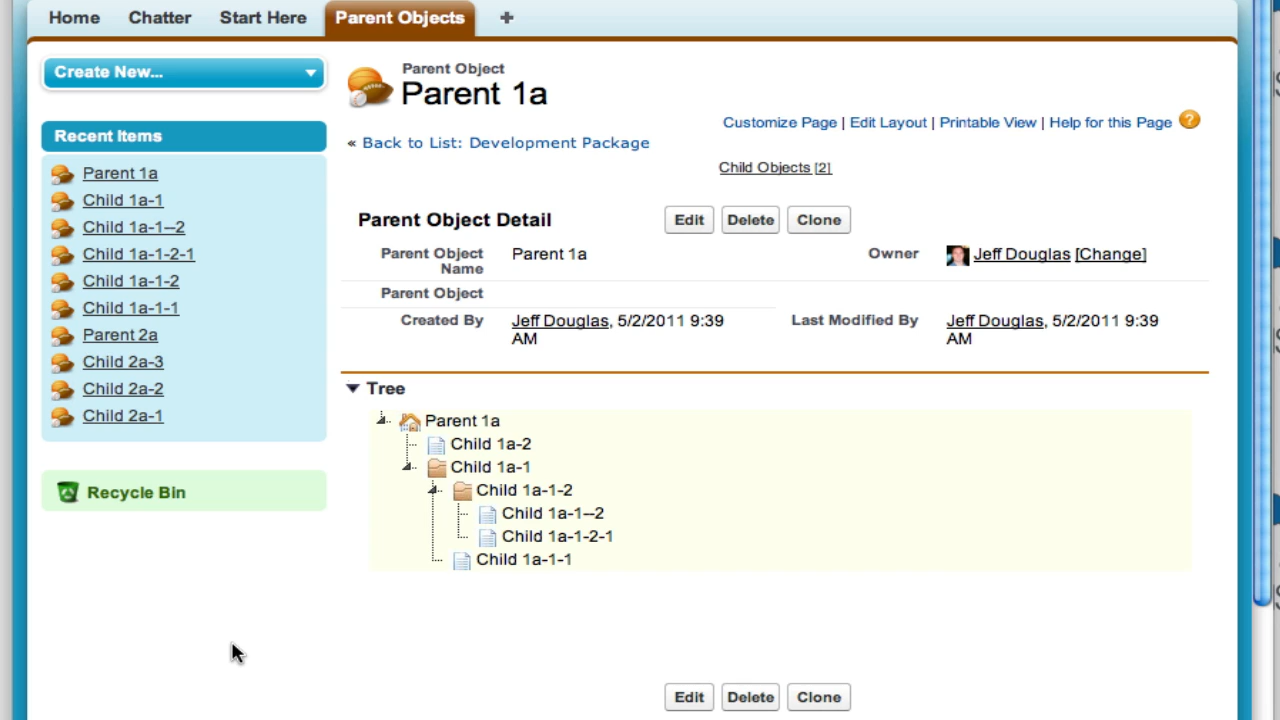 Home Chatter Start Here Parent Objects +
Create New...
Recent Items
Parent 1a
Child 1a-1
Child 1a-1--2
Child 1a-1-2-1
Child 1a-1-2
Child 1a-1-1
Parent 2a
Child 2a-3
Child 2a-2
Child 2a-1
Recycle Bin
Parent Object
Parent 1a
Customize Page | Edit Layout | Printable View | Help for this Page ?
« Back to List: Development Package
Child Objects [2]
Parent Object Detail Edit Delete Clone
Parent Object Name Parent 1a Owner Jeff Douglas [Change]
Parent Object
Created By Jeff Douglas, 5/2/2011 9:39 AM Last Modified By Jeff Douglas, 5/2/2011 9:39 AM
Tree
Parent 1a
Child 1a-2
Child 1a-1
Child 1a-1-2
Child 1a-1--2
Child 1a-1-2-1
Child 1a-1-1
Edit Delete Clone